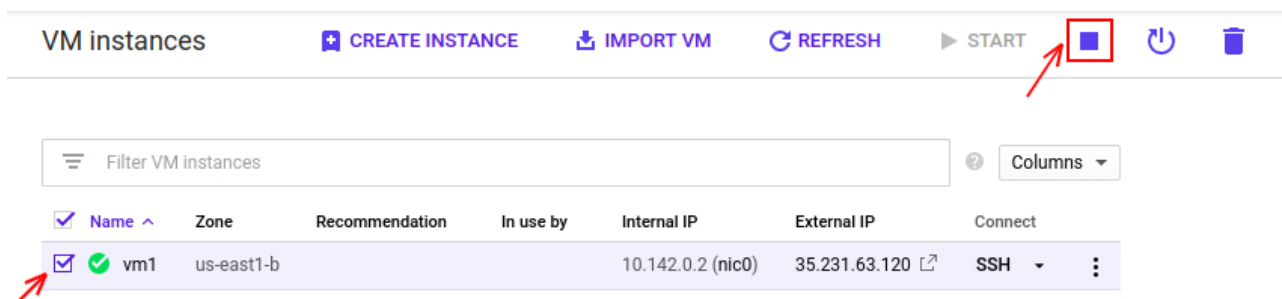 VM instances CREATE INSTANCE IMPORT VM REFRESH START
Filter VM instances Columns
Name Zone Recommendation In use by Internal IP External IP Connect
vm1 us-east1-b 10.142.0.2 (nic0) 35.231.63.120 SSH